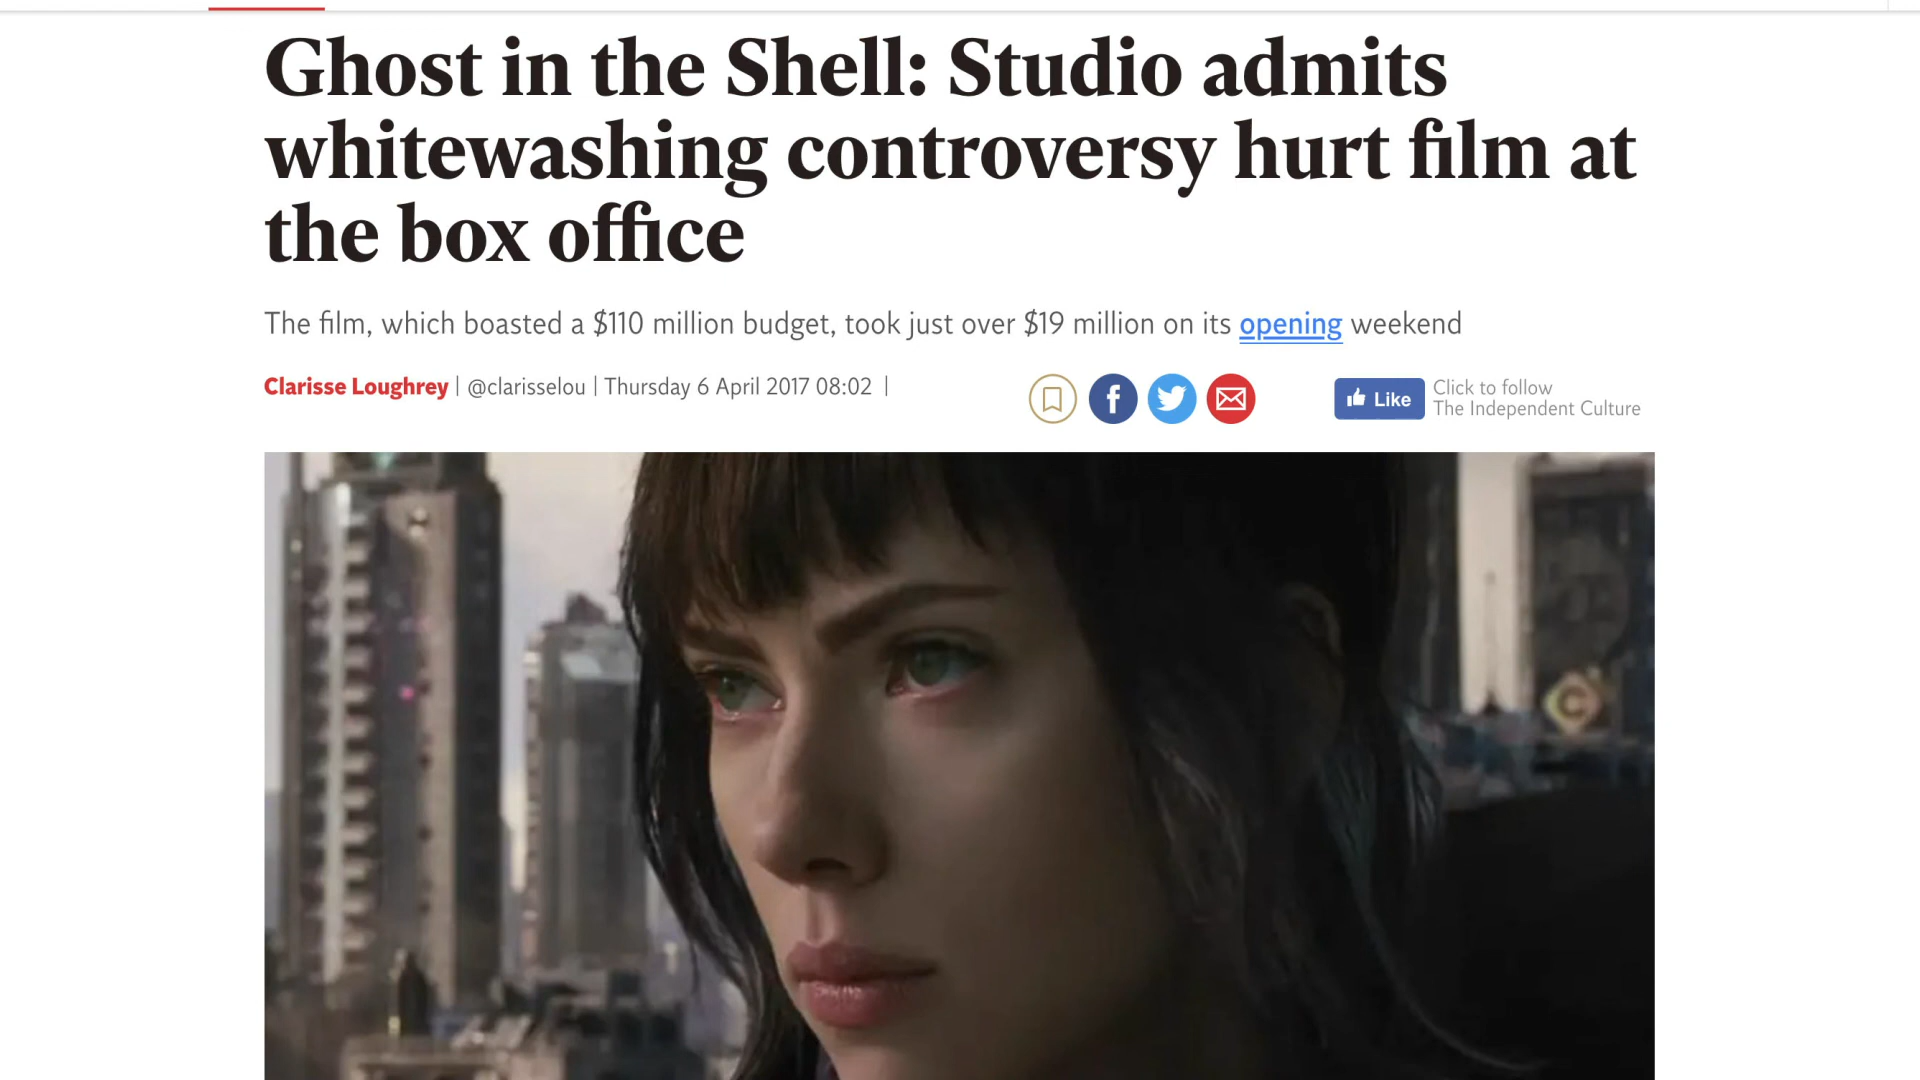 Ghost in the Shell: Studio admits
whitewashing controversy hurt film at
the box office
The film, which boasted a $110 million budget, took just over $19 million on its opening weekend
Clarisse Loughrey | @clarisselou | Thursday 6 April 2017 08:02 |
f
Like
Click to follow
The Independent Culture
C